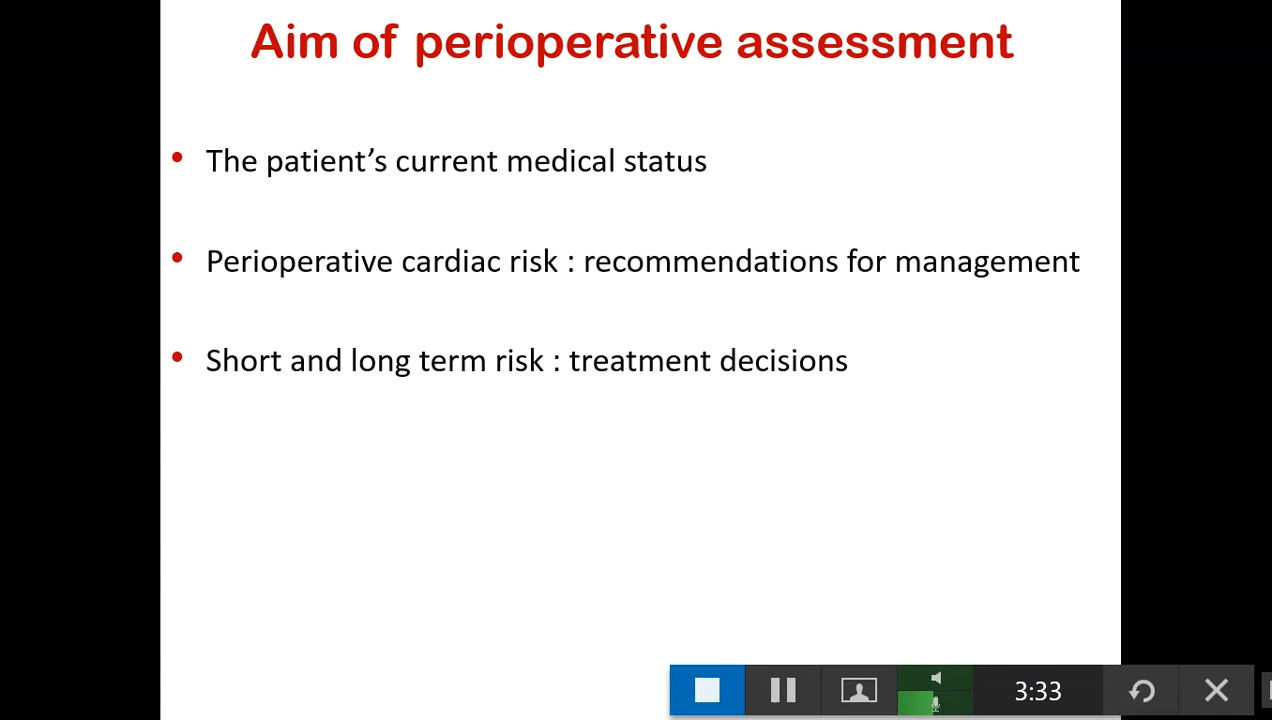 Aim of perioperative assessment
• The patient’s current medical status
• Perioperative cardiac risk : recommendations for management
• Short and long term risk : treatment decisions
3:33